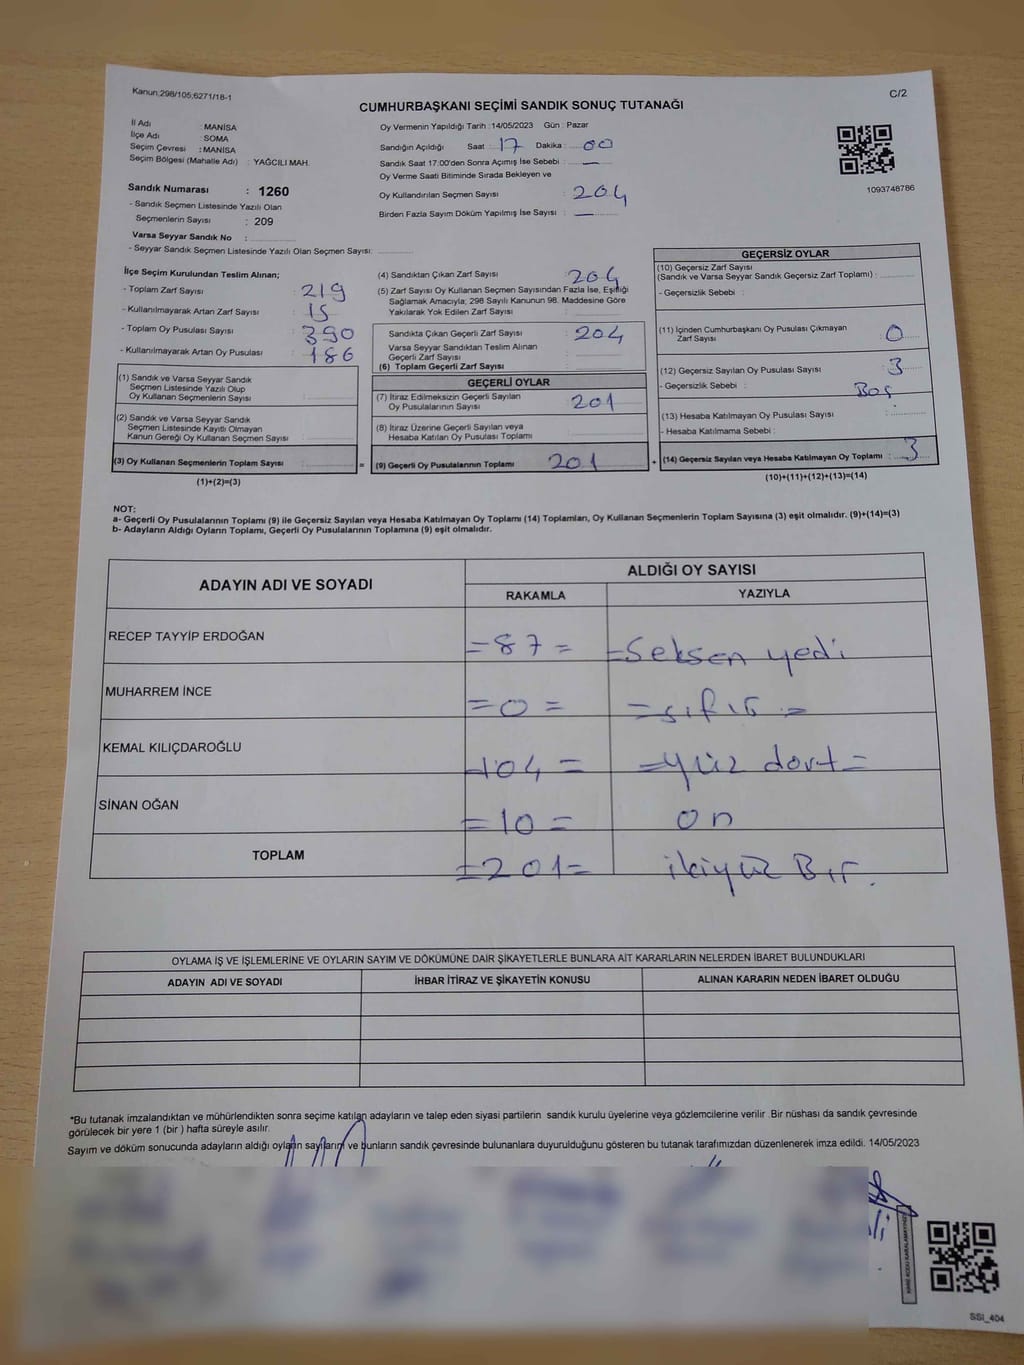 Kanun:298/105;6271/18-1
C/2
CUMHURBAŞKANI SEÇİMİ SANDIK SONUÇ TUTANAĞI
İl Adı : MANİSA
İlçe Adı : SOMA
Seçim Çevresi : MANİSA
Seçim Bölgesi (Mahalle Adı) : YAĞCILI MAH.
Sandık Numarası : 1260
- Sandık Seçmen Listesinde Yazılı Olan
Seçmenlerin Sayısı : 209
Varsa Seyyar Sandık No :
- Seyyar Sandık Seçmen Listesinde Yazılı Olan Seçmen Sayısı:
Oy Vermenin Yapıldığı Tarih : 14/05/2023 Gün : Pazar
Sandığın Açıldığı Saat : 17 Dakika : 00
Sandık Saat 17:00'den Sonra Açımış İse Sebebi : —
Oy Verme Saati Bitiminde Sırada Bekleyen ve
Oy Kullandırılan Seçmen Sayısı : 204
Birden Fazla Sayım Döküm Yapılmış İse Sayısı : —
1093748786
İlçe Seçim Kurulundan Teslim Alınan;
- Toplam Zarf Sayısı : 219
- Kullanılmayarak Artan Zarf Sayısı : 15
- Toplam Oy Pusulası Sayısı : 390
- Kullanılmayarak Artan Oy Pusulası : 186
(1) Sandık ve Varsa Seyyar Sandık
Seçmen Listesinde Yazılı Olup
Oy Kullanan Seçmenlerin Sayısı :
(2) Sandık ve Varsa Seyyar Sandık
Seçmen Listesinde Kayıtlı Olmayan
Kanun Gereği Oy Kullanan Seçmen Sayısı :
(3) Oy Kullanan Seçmenlerin Toplam Sayısı :
(1)+(2)=(3)
(4) Sandıktan Çıkan Zarf Sayısı : 204
(5) Zarf Sayısı Oy Kullanan Seçmen Sayısından Fazla İse, Eşitliği
Sağlamak Amacıyla; 298 Sayılı Kanunun 98. Maddesine Göre
Yakılarak Yok Edilen Zarf Sayısı :
Sandıkta Çıkan Geçerli Zarf Sayısı : 204
Varsa Seyyar Sandıktan Teslim Alınan
Geçerli Zarf Sayısı :
(6) Toplam Geçerli Zarf Sayısı :
GEÇERLİ OYLAR
(7) İtiraz Edilmeksizin Geçerli Sayılan
Oy Pusulalarının Sayısı : 201
(8) İtiraz Üzerine Geçerli Sayılan veya
Hesaba Katılan Oy Pusulası Toplamı :
= (9) Geçerli Oy Pusulalarının Toplamı : 201 +
GEÇERSİZ OYLAR
(10) Geçersiz Zarf Sayısı
(Sandık ve Varsa Seyyar Sandık Geçersiz Zarf Toplamı) :
- Geçersizlik Sebebi :
(11) İçinden Cumhurbaşkanı Oy Pusulası Çıkmayan
Zarf Sayısı : 0
(12) Geçersiz Sayılan Oy Pusulası Sayısı : 3
- Geçersizlik Sebebi : Boş
(13) Hesaba Katılmayan Oy Pusulası Sayısı :
- Hesaba Katılmama Sebebi :
(14) Geçersiz Sayılan veya Hesaba Katılmayan Oy Toplamı : 3
(10)+(11)+(12)+(13)=(14)
NOT:
a- Geçerli Oy Pusulalarının Toplamı (9) ile Geçersiz Sayılan veya Hesaba Katılmayan Oy Toplamı (14) Toplamları, Oy Kullanan Seçmenlerin Toplam Sayısına (3) eşit olmalıdır. (9)+(14)=(3)
b- Adayların Aldığı Oyların Toplamı, Geçerli Oy Pusulalarının Toplamına (9) eşit olmalıdır.
ADAYIN ADI VE SOYADI
ALDIĞI OY SAYISI
RAKAMLA YAZIYLA
RECEP TAYYİP ERDOĞAN =87= =Seksen yedi
MUHARREM İNCE =0= =sıfır=
KEMAL KILIÇDAROĞLU =104= =yüz dört=
SİNAN OĞAN =10= on
TOPLAM =201= ikiyüz Bir.
OYLAMA İŞ VE İŞLEMLERİNE VE OYLARIN SAYIM VE DÖKÜMÜNE DAİR ŞİKAYETLERLE BUNLARA AİT KARARLARIN NELERDEN İBARET BULUNDUKLARI
ADAYIN ADI VE SOYADI İHBAR İTİRAZ VE ŞİKAYETİN KONUSU ALINAN KARARIN NEDEN İBARET OLDUĞU
*Bu tutanak imzalandıktan ve mühürlendikten sonra seçime katılan adayların ve talep eden siyasi partilerin sandık kurulu üyelerine veya gözlemcilerine verilir. Bir nüshası da sandık çevresinde
görülecek bir yere 1 (bir) hafta süreyle asılır.
Sayım ve döküm sonucunda adayların aldığı oyların sayılarını ve bunların sandık çevresinde bulunanlara duyurulduğunu gösteren bu tutanak tarafımızdan düzenlenerek imza edildi. 14/05/2023
SSI_404